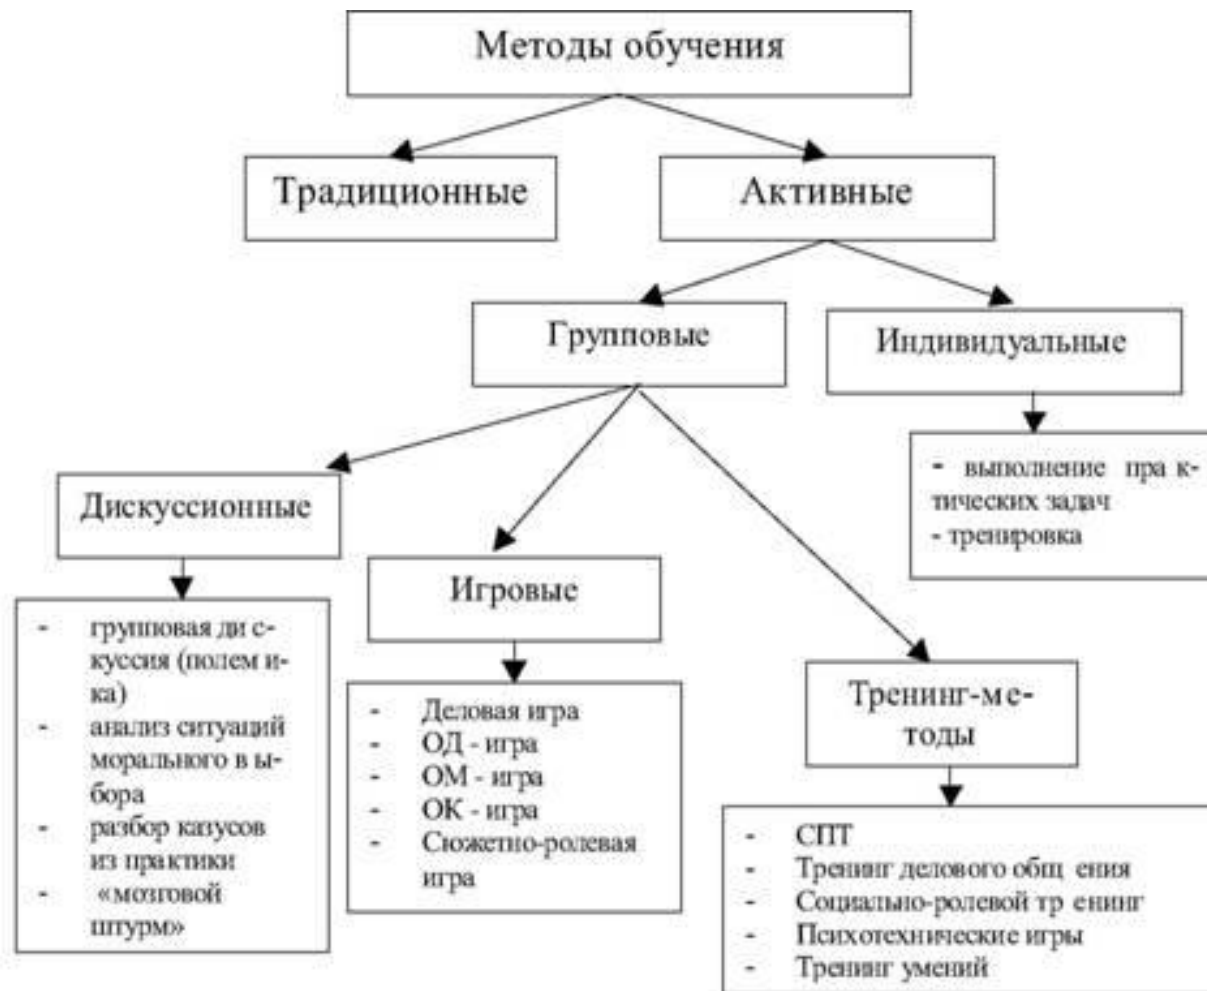 Методы обучения
Традиционные
Активные
Групповые
Индивидуальные
- выполнение пра к-
тических задач
- тренировка
Дискуссионные
- групповая ди с-
куссия (полем и-
ка)
- анализ ситуаций
морального в ы-
бора
- разбор казусов
из практики
- «мозговой
штурм»
Игровые
- Деловая игра
- ОД - игра
- ОМ - игра
- ОК - игра
- Сюжетно-ролевая
игра
Тренинг-ме-
тоды
- СПТ
- Тренинг делового общ ения
- Социально-ролевой тр енинг
- Психотехнические игры
- Тренинг умений